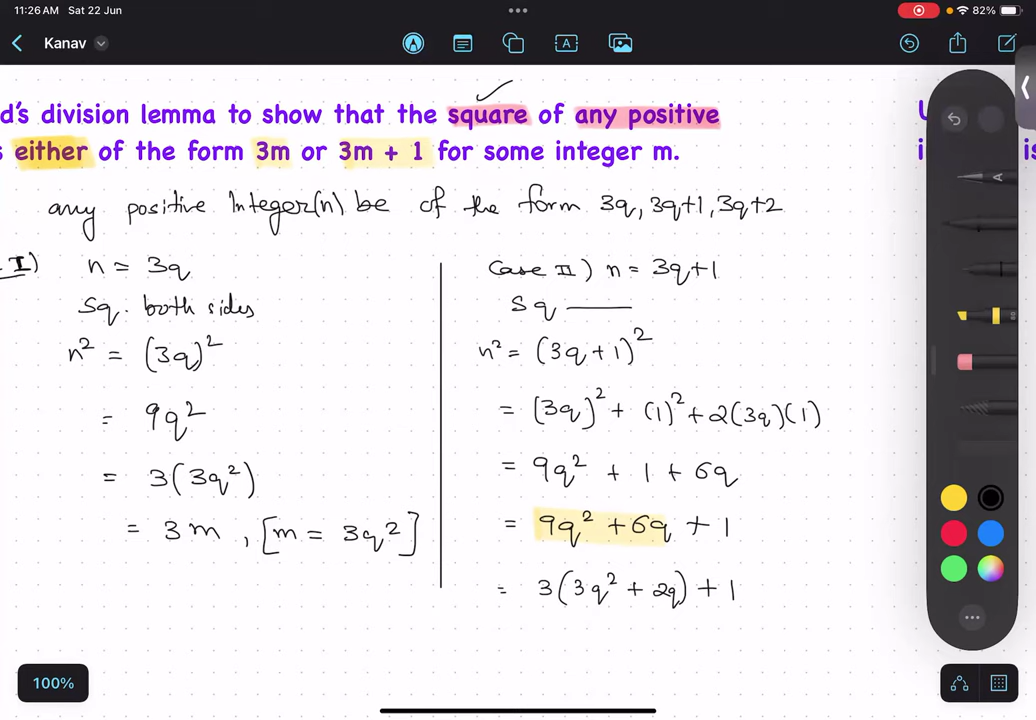 11:26 AM Sat 22 Jun
82%
Kanav
A
d's division lemma to show that the square of any positive
s either of the form 3m or 3m + 1 for some integer m.
any positive Integer(n) be of the form 3q, 3q+1, 3q+2
I) n = 3q
Sq. both sides
n² = (3q)²
= 9q²
= 3(3q²)
= 3m, [m = 3q²]
Case II) n = 3q+1
Sq
n² = (3q+1)²
= (3q)² + (1)² + 2(3q)(1)
= 9q² + 1 + 6q
= 9q² + 6q + 1
= 3(3q² + 2q) + 1
A
80
100%